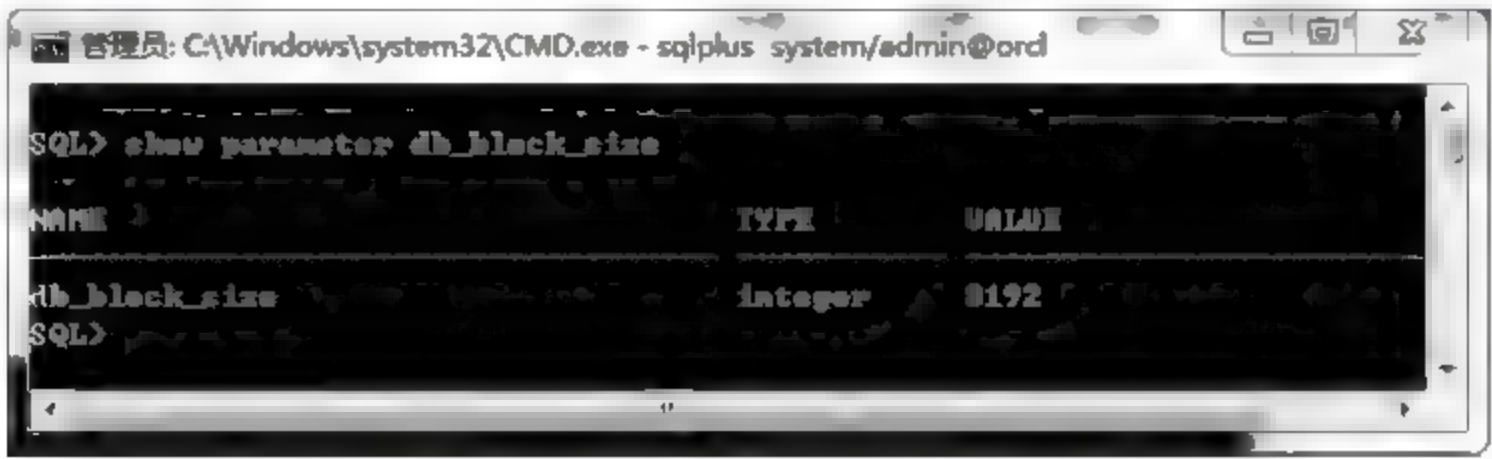 管理员: C:\Windows\system32\CMD.exe - sqlplus system/admin@orcl
SQL> show parameter db_block_size
NAME TYPE VALUE
db_block_size integer 8192
SQL>